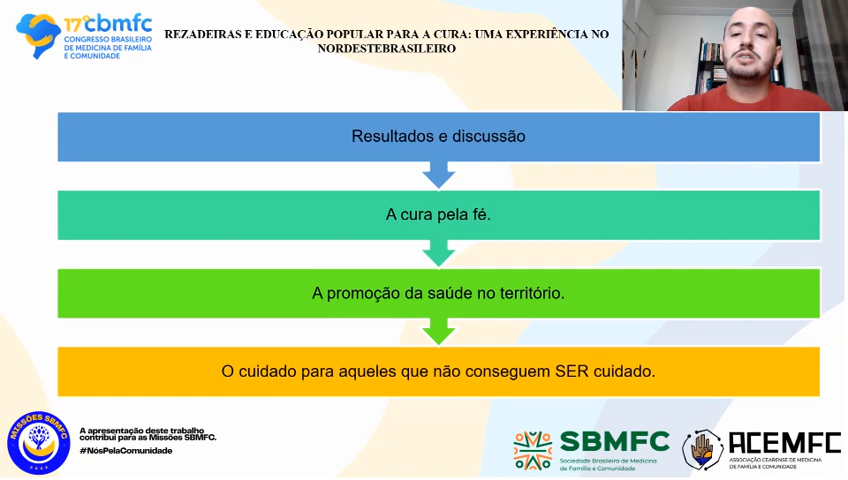 17º cbmfc
CONGRESSO BRASILEIRO
DE MEDICINA DE FAMÍLIA
E COMUNIDADE
REZADEIRAS E EDUCAÇÃO POPULAR PARA A CURA: UMA EXPERIÊNCIA NO
NORDESTEBRASILEIRO
Resultados e discussão
A cura pela fé.
A promoção da saúde no território.
O cuidado para aqueles que não conseguem SER cuidado.
MISSÕES SBMFC
A apresentação deste trabalho
contribui para as Missões SBMFC.
#NósPelaComunidade
SBMFC
Sociedade Brasileira de Medicina
de Família e Comunidade
ACEMFC
ASSOCIAÇÃO CEARENSE DE MEDICINA
DE FAMÍLIA E COMUNIDADE